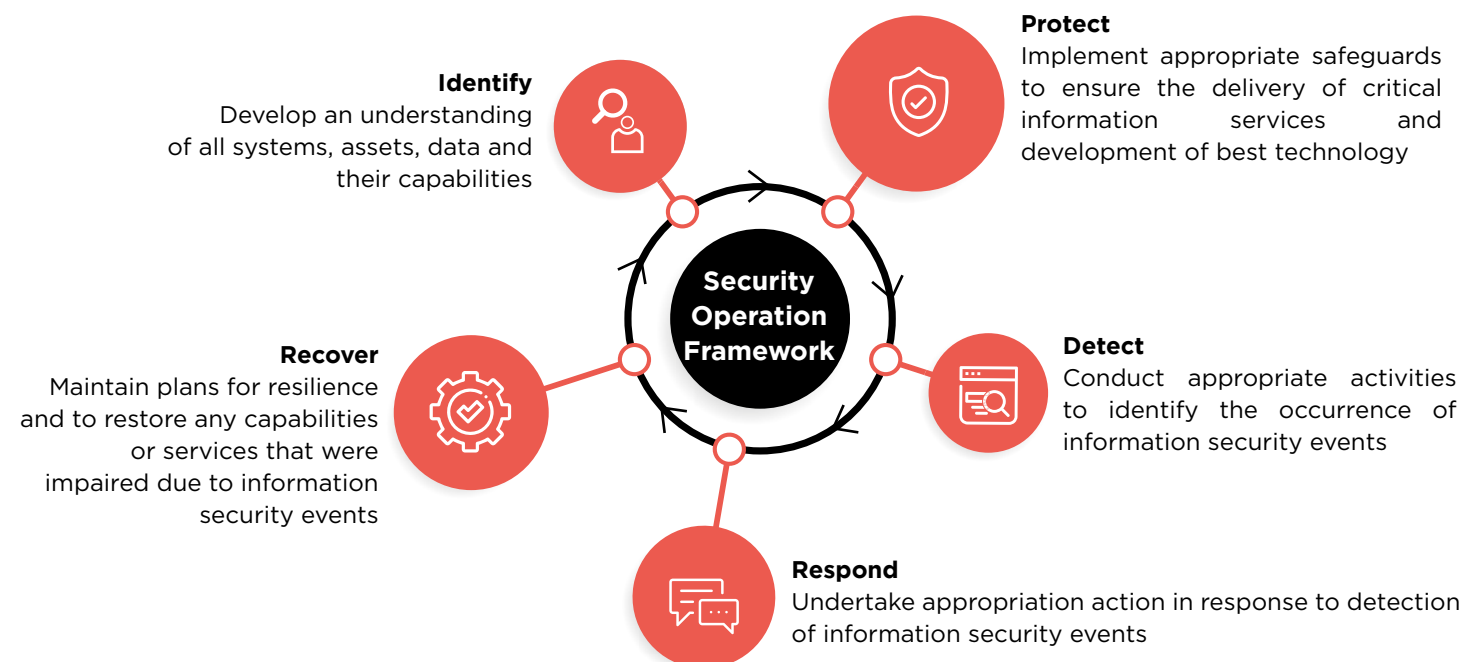 Identify
Develop an understanding
of all systems, assets, data and
their capabilities
Protect
Implement appropriate safeguards
to ensure the delivery of critical
information services and
development of best technology
Security
Operation
Framework
Detect
Conduct appropriate activities
to identify the occurrence of
information security events
Recover
Maintain plans for resilience
and to restore any capabilities
or services that were
impaired due to information
security events
Respond
Undertake appropriation action in response to detection
of information security events